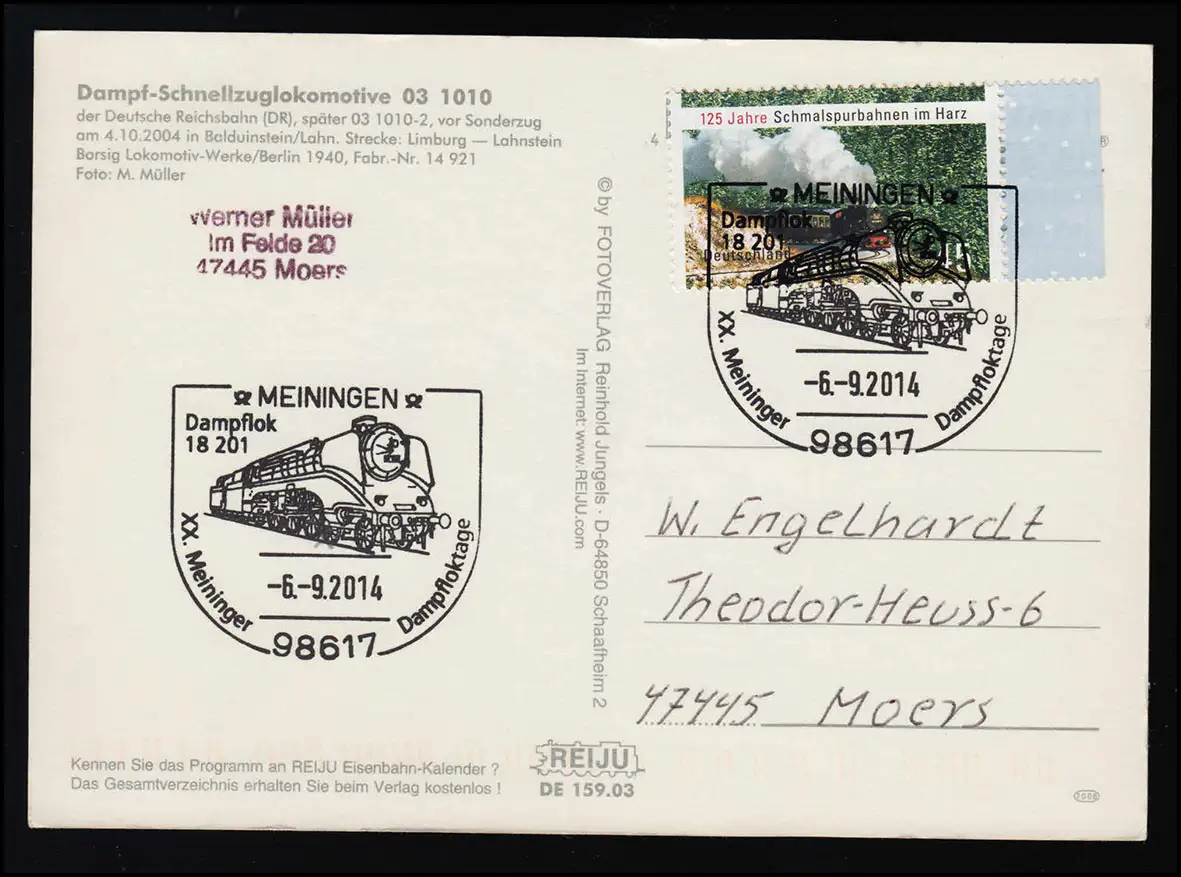 Dampf-Schnellzuglokomotive 03 1010
der Deutsche Reichsbahn (DR), später 03 1010-2, vor Sonderzug
am 4.10.2004 in Balduinstein/Lahn. Strecke: Limburg — Lahnstein
Borsig Lokomotiv-Werke/Berlin 1940, Fabr.-Nr. 14 921
Foto: M. Müller
Werner Müller
Im Felde 20
47445 Moers
MEININGEN
Dampflok
18 201
XX. Meininger Dampfloktage
-6.-9.2014
98617
© by FOTOVERLAG Reinhold Jungels · D-64850 Schaafheim 2
Im Internet: www.REIJU.com
4
®
125 Jahre Schmalspurbahnen im Harz
Deutschland
MEININGEN
Dampflok
18 201
XX. Meininger Dampfloktage
-6.-9.2014
98617
W. Engelhardt
Theodor-Heuss-6
47445 Moers
Kennen Sie das Programm an REIJU Eisenbahn-Kalender ?
Das Gesamtverzeichnis erhalten Sie beim Verlag kostenlos !
REIJU
DE 159.03
2006